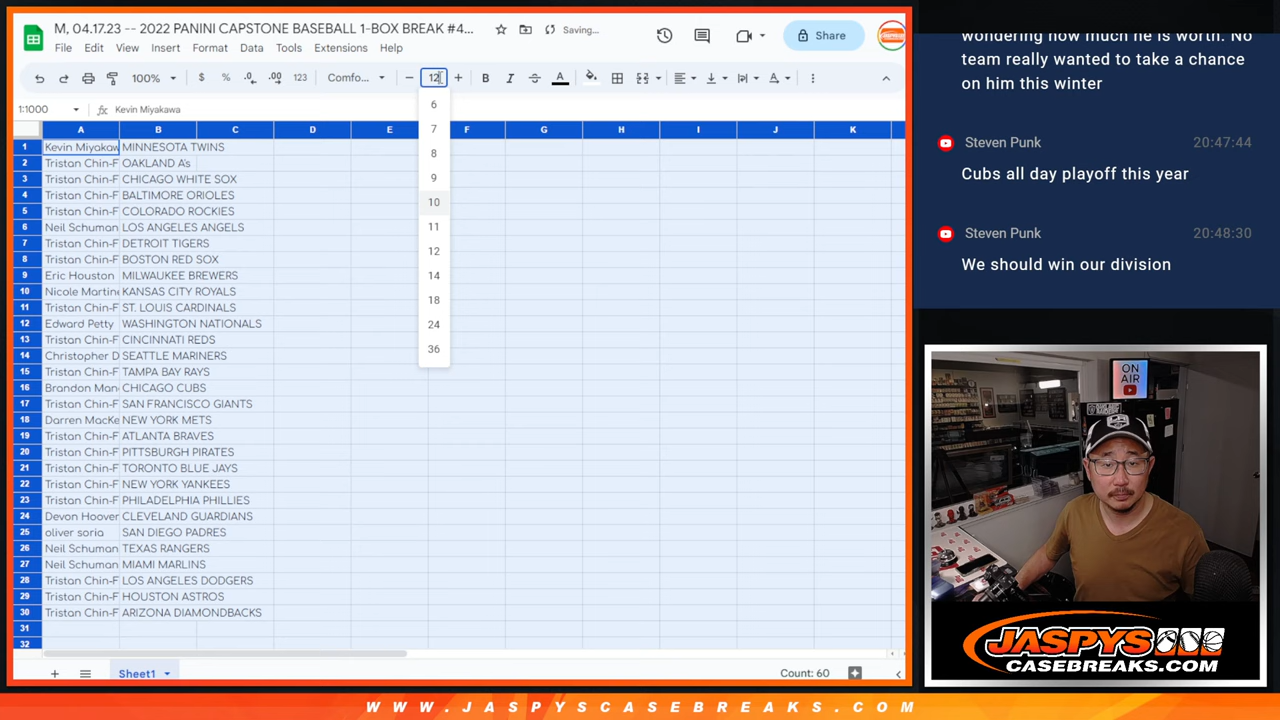 M, 04.17.23 -- 2022 PANINI CAPSTONE BASEBALL 1-BOX BREAK #4...
Saving...
Share
File Edit View Insert Format Data Tools Extensions Help
100% $ % .0 .00 123 Comfo... − 12 + B I S A
1:1000 fx Kevin Miyakawa
A B C D E F G H I J K
1 Kevin Miyakaw MINNESOTA TWINS
2 Tristan Chin-F OAKLAND A's
3 Tristan Chin-F CHICAGO WHITE SOX
4 Tristan Chin-F BALTIMORE ORIOLES
5 Tristan Chin-F COLORADO ROCKIES
6 Neil Schuman LOS ANGELES ANGELS
7 Tristan Chin-F DETROIT TIGERS
8 Tristan Chin-F BOSTON RED SOX
9 Eric Houston MILWAUKEE BREWERS
10 Nicole Martine KANSAS CITY ROYALS
11 Tristan Chin-F ST. LOUIS CARDINALS
12 Edward Petty WASHINGTON NATIONALS
13 Tristan Chin-F CINCINNATI REDS
14 Christopher D SEATTLE MARINERS
15 Tristan Chin-F TAMPA BAY RAYS
16 Brandon Man CHICAGO CUBS
17 Tristan Chin-F SAN FRANCISCO GIANTS
18 Darren MacKe NEW YORK METS
19 Tristan Chin-F ATLANTA BRAVES
20 Tristan Chin-F PITTSBURGH PIRATES
21 Tristan Chin-F TORONTO BLUE JAYS
22 Tristan Chin-F NEW YORK YANKEES
23 Tristan Chin-F PHILADELPHIA PHILLIES
24 Devon Hoover CLEVELAND GUARDIANS
25 oliver soria SAN DIEGO PADRES
26 Neil Schuman TEXAS RANGERS
27 Neil Schuman MIAMI MARLINS
28 Tristan Chin-F LOS ANGELES DODGERS
29 Tristan Chin-F HOUSTON ASTROS
30 Tristan Chin-F ARIZONA DIAMONDBACKS
31
32
6
7
8
9
10
11
12
14
18
24
36
Sheet1
Count: 60
wondering how much he is worth. No
team really wanted to take a chance
on him this winter
Steven Punk 20:47:44
Cubs all day playoff this year
Steven Punk 20:48:30
We should win our division
ON
AIR
JASPYS
CASEBREAKS.COM
WWW.JASPYSCASEBREAKS.COM